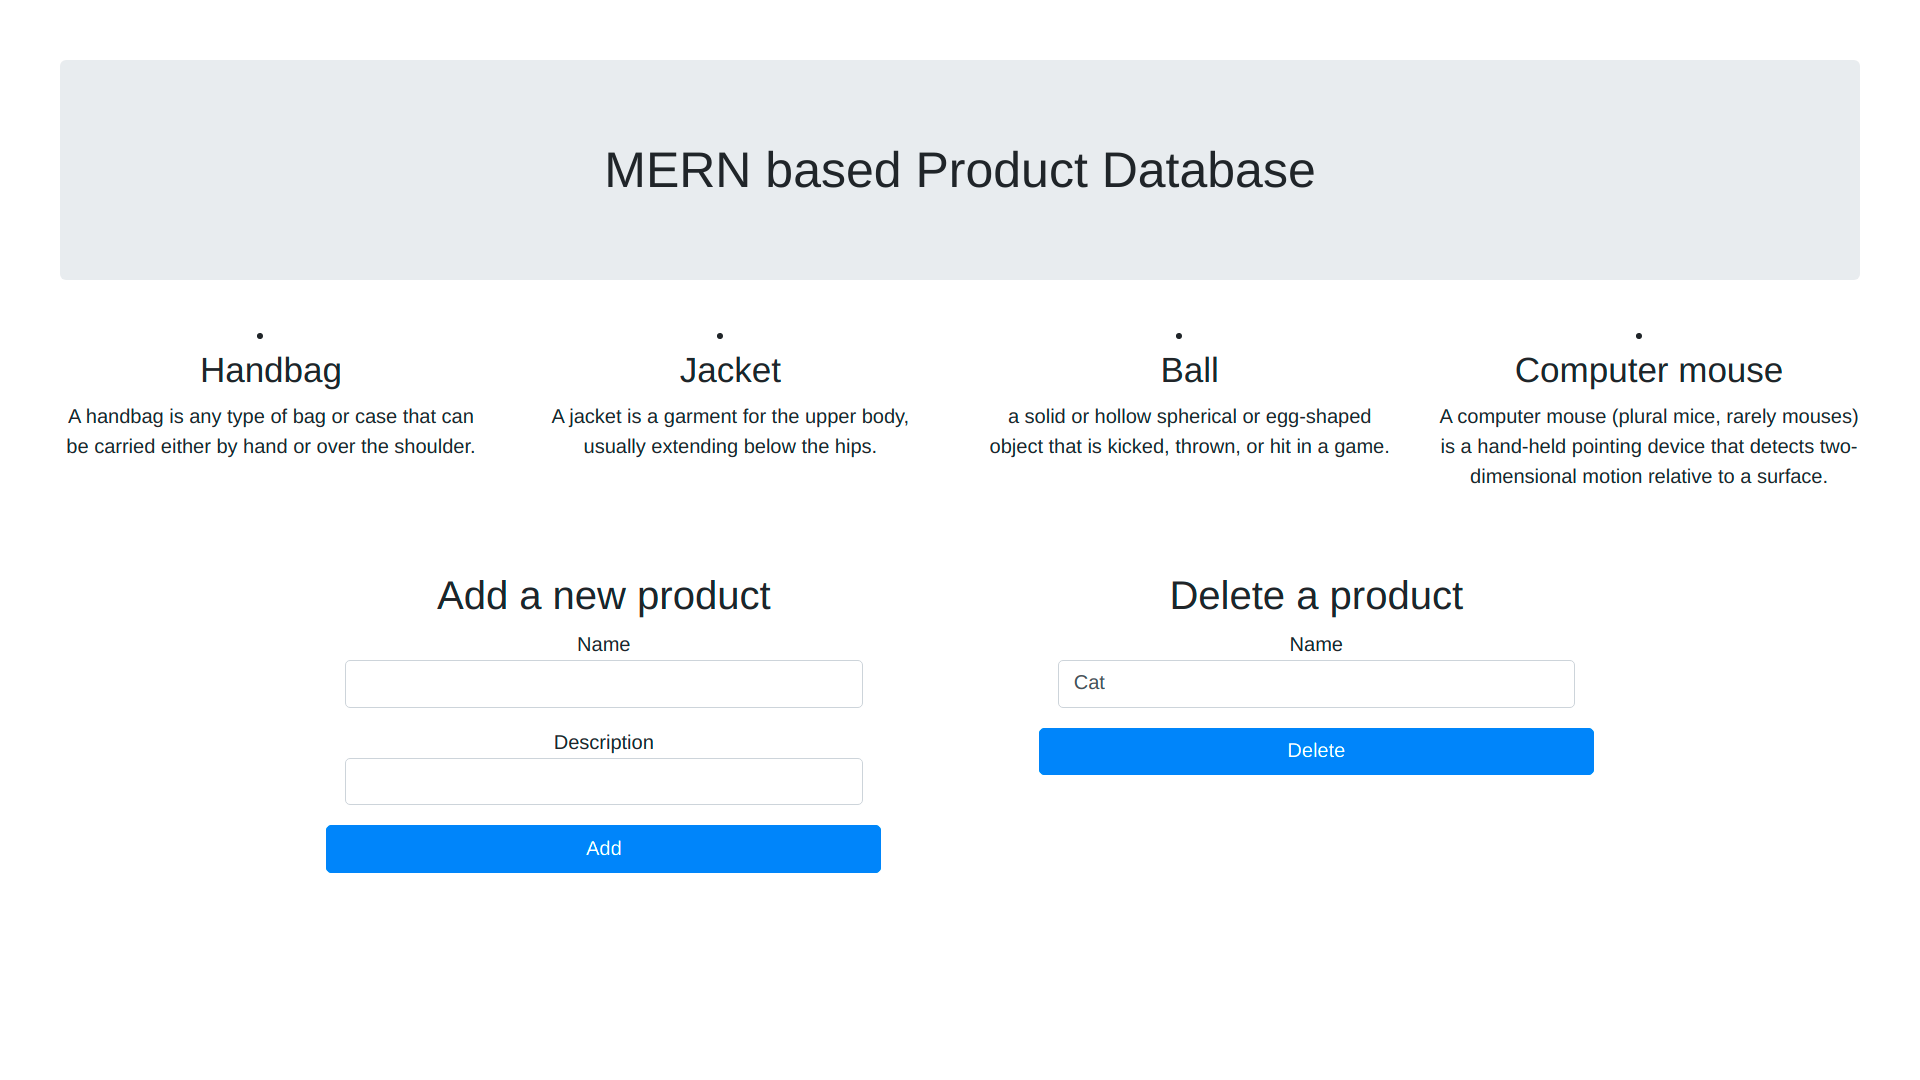 MERN based Product Database
Handbag
A handbag is any type of bag or case that can
be carried either by hand or over the shoulder.
Jacket
A jacket is a garment for the upper body,
usually extending below the hips.
Ball
a solid or hollow spherical or egg-shaped
object that is kicked, thrown, or hit in a game.
Computer mouse
A computer mouse (plural mice, rarely mouses)
is a hand-held pointing device that detects two-
dimensional motion relative to a surface.
Add a new product
Name
Description
Add
Delete a product
Name
Cat
Delete